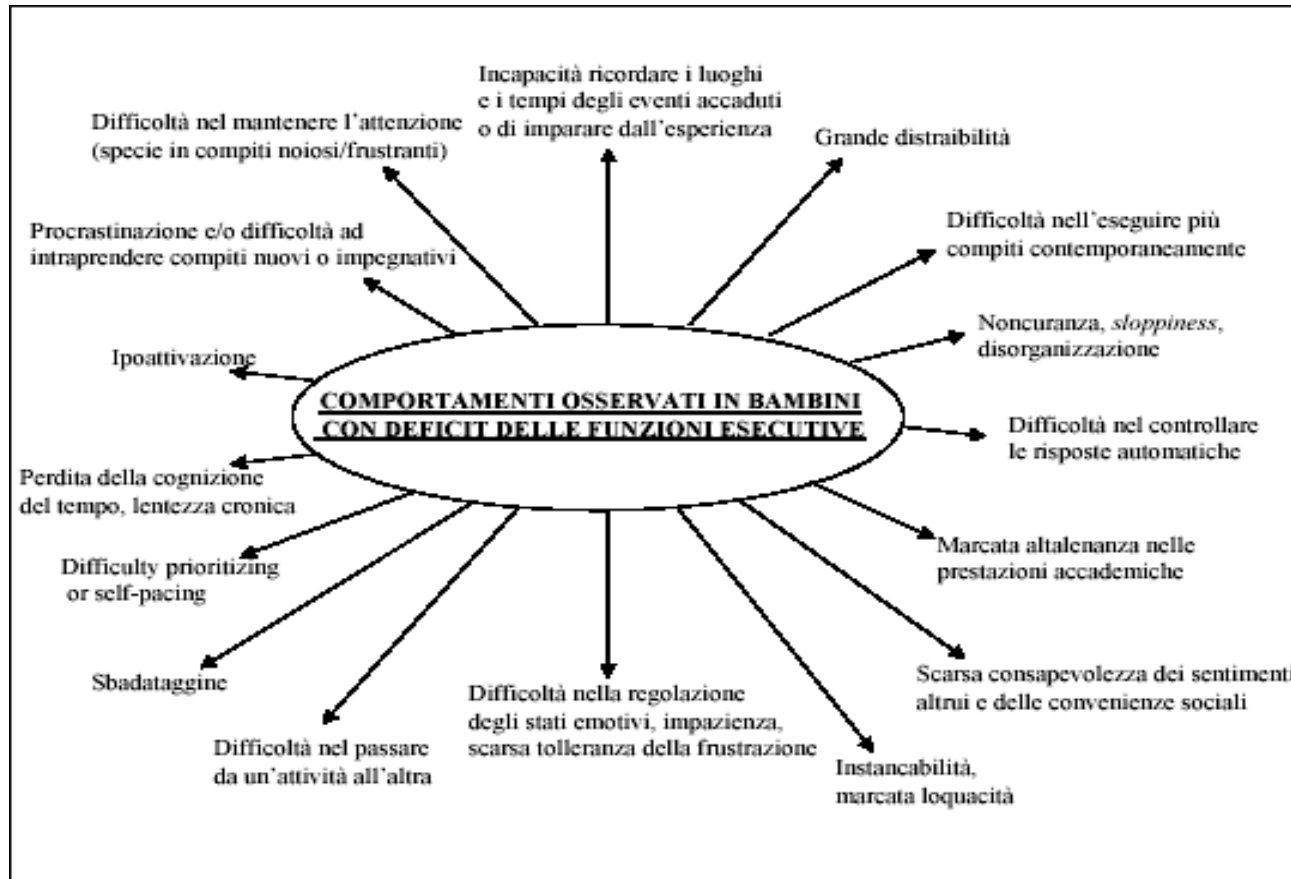 Incapacità ricordare i luoghi
e i tempi degli eventi accaduti
o di imparare dall'esperienza
Difficoltà nel mantenere l'attenzione
(specie in compiti noiosi/frustranti)
Grande distraibilità
Procrastinazione e/o difficoltà ad
intraprendere compiti nuovi o impegnativi
Difficoltà nell'eseguire più
compiti contemporaneamente
Ipoattivazione
Noncuranza, sloppiness,
disorganizzazione
COMPORTAMENTI OSSERVATI IN BAMBINI
CON DEFICIT DELLE FUNZIONI ESECUTIVE
Difficoltà nel controllare
le risposte automatiche
Perdita della cognizione
del tempo, lentezza cronica
Marcata altalenanza nelle
prestazioni accademiche
Difficulty prioritizing
or self-pacing
Sbadataggine
Scarsa consapevolezza dei sentimenti
altrui e delle convenienze sociali
Difficoltà nella regolazione
degli stati emotivi, impazienza,
scarsa tolleranza della frustrazione
Difficoltà nel passare
da un'attività all'altra
Instancabilità,
marcata loquacità